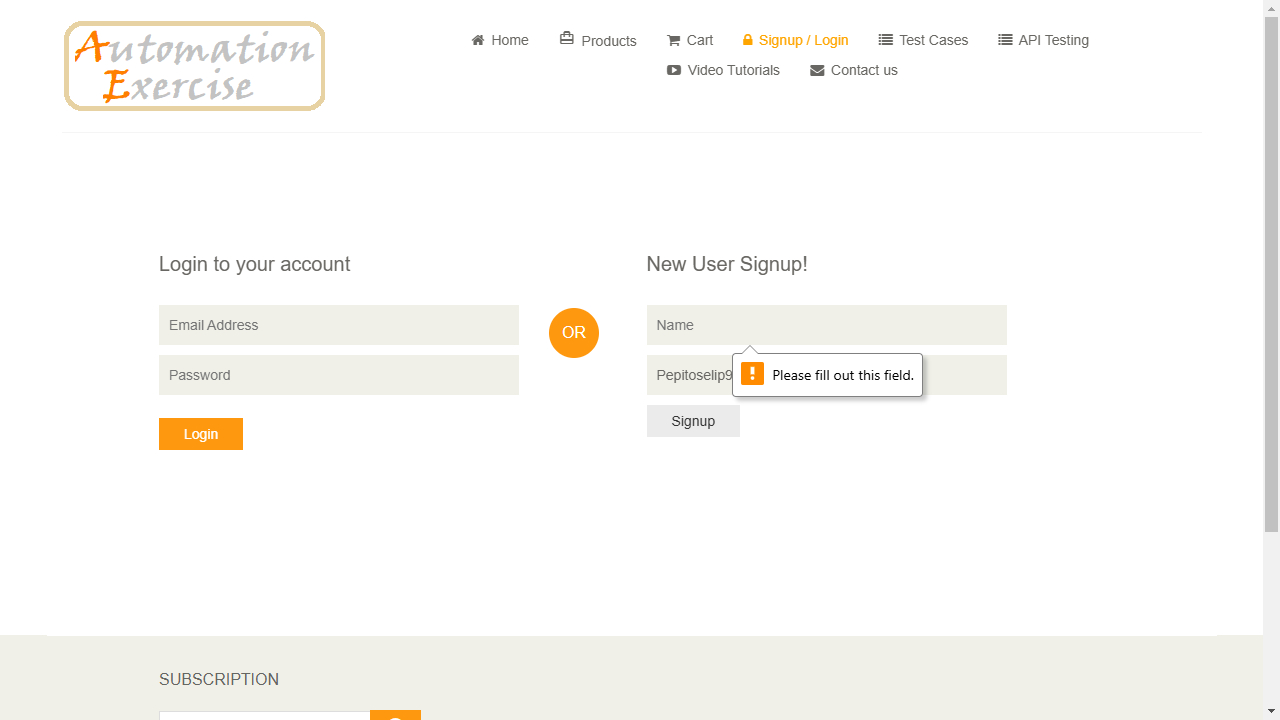 Automation
Exercise
Home
Products
Cart
Signup / Login
Test Cases
API Testing
Video Tutorials
Contact us
Login to your account
Email Address
Password
Login
OR
New User Signup!
Name
Pepitoselip9
Please fill out this field.
Signup
SUBSCRIPTION